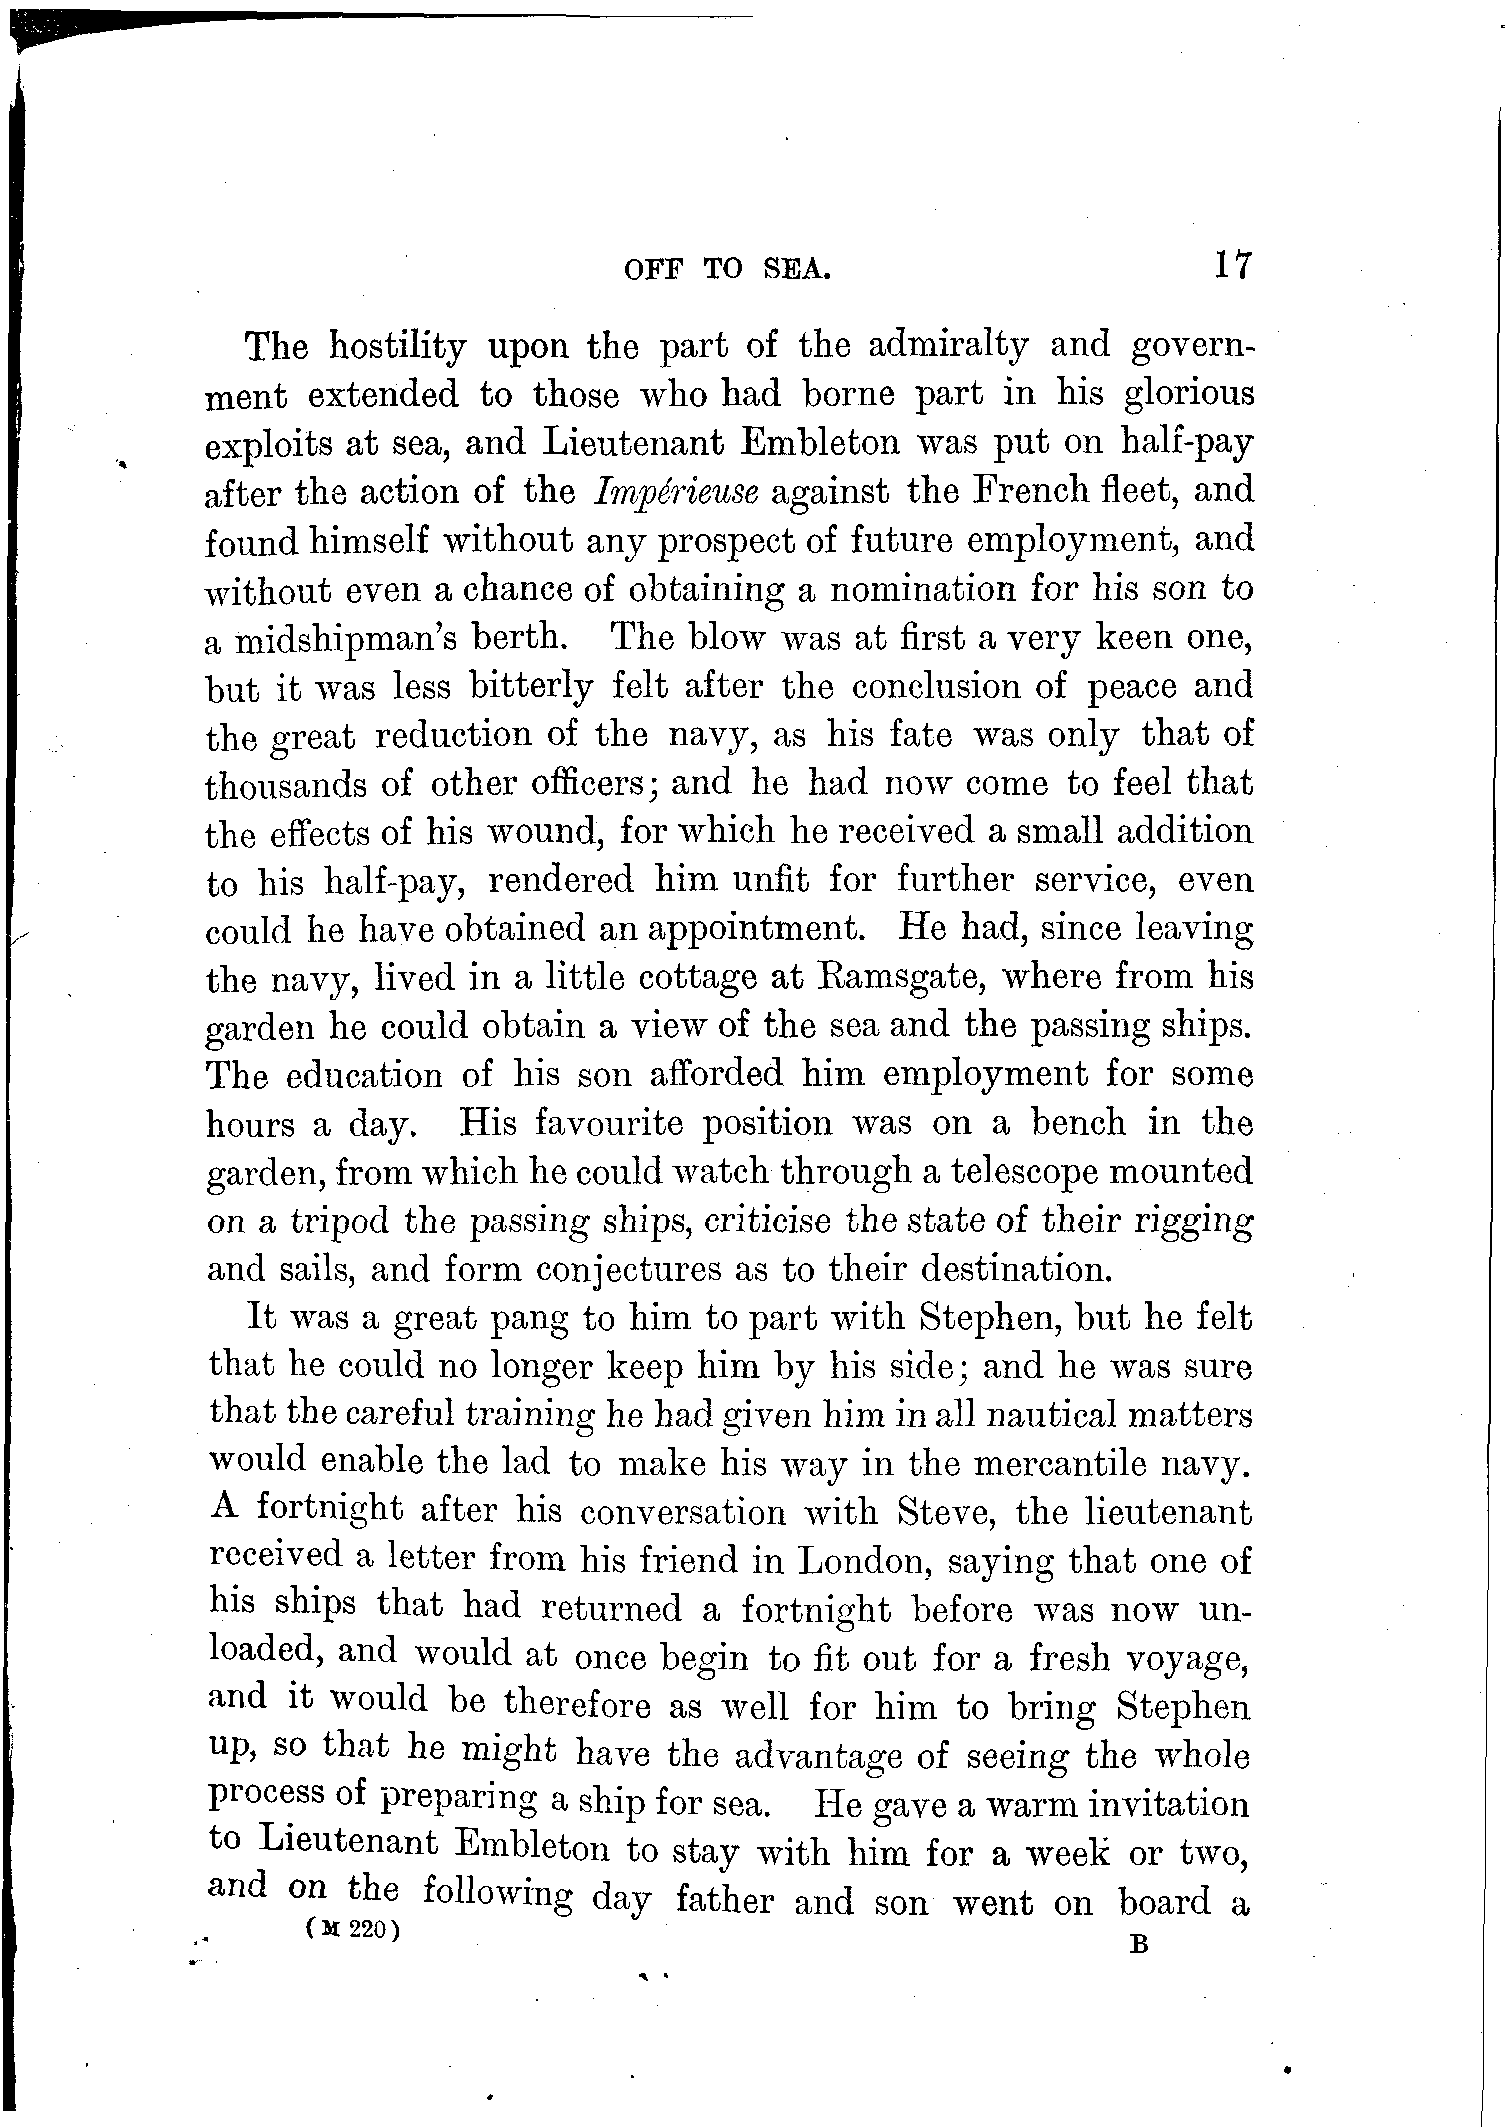 OFF TO SEA. 17
The hostility upon the part of the admiralty and govern-
ment extended to those who had borne part in his glorious
exploits at sea, and Lieutenant Embleton was put on half-pay
after the action of the Impérieuse against the French fleet, and
found himself without any prospect of future employment, and
without even a chance of obtaining a nomination for his son to
a midshipman's berth. The blow was at first a very keen one,
but it was less bitterly felt after the conclusion of peace and
the great reduction of the navy, as his fate was only that of
thousands of other officers; and he had now come to feel that
the effects of his wound, for which he received a small addition
to his half-pay, rendered him unfit for further service, even
could he have obtained an appointment. He had, since leaving
the navy, lived in a little cottage at Ramsgate, where from his
garden he could obtain a view of the sea and the passing ships.
The education of his son afforded him employment for some
hours a day. His favourite position was on a bench in the
garden, from which he could watch through a telescope mounted
on a tripod the passing ships, criticise the state of their rigging
and sails, and form conjectures as to their destination.
It was a great pang to him to part with Stephen, but he felt
that he could no longer keep him by his side; and he was sure
that the careful training he had given him in all nautical matters
would enable the lad to make his way in the mercantile navy.
A fortnight after his conversation with Steve, the lieutenant
received a letter from his friend in London, saying that one of
his ships that had returned a fortnight before was now un-
loaded, and would at once begin to fit out for a fresh voyage,
and it would be therefore as well for him to bring Stephen
up, so that he might have the advantage of seeing the whole
process of preparing a ship for sea. He gave a warm invitation
to Lieutenant Embleton to stay with him for a week or two,
and on the following day father and son went on board a
(M 220) B